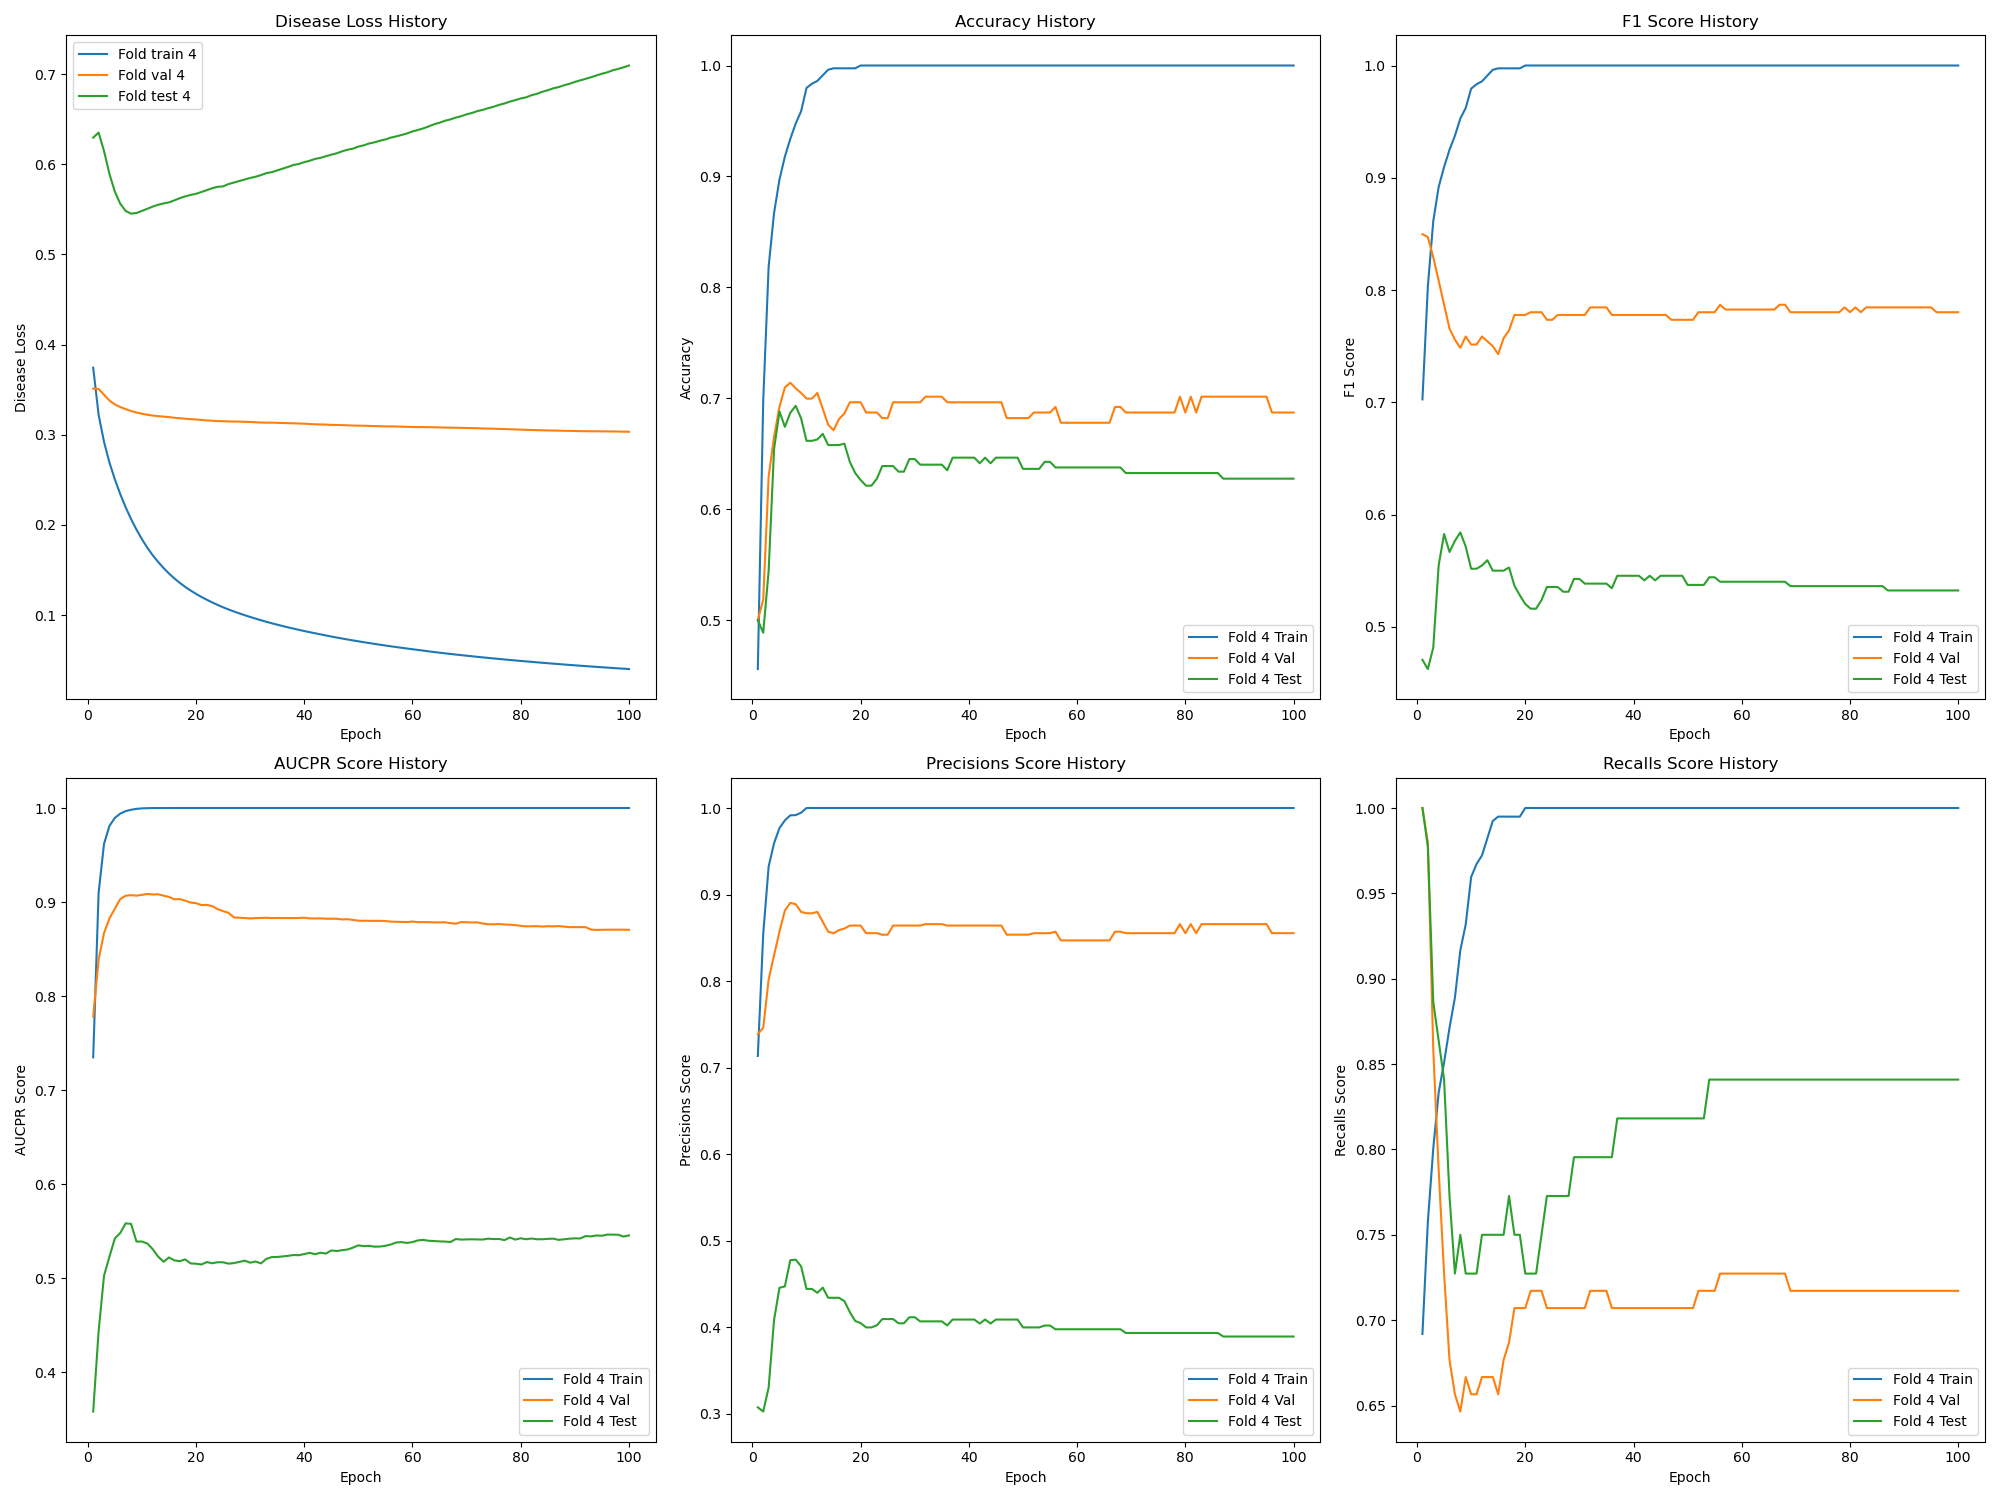 Disease Loss History
Disease Loss
0.7
0.6
0.5
0.4
0.3
0.2
0.1
Fold train 4
Fold val 4
Fold test 4
0 20 40 60 80 100
Epoch
Accuracy History
Accuracy
1.0
0.9
0.8
0.7
0.6
0.5
Fold 4 Train
Fold 4 Val
Fold 4 Test
0 20 40 60 80 100
Epoch
F1 Score History
F1 Score
1.0
0.9
0.8
0.7
0.6
0.5
Fold 4 Train
Fold 4 Val
Fold 4 Test
0 20 40 60 80 100
Epoch
AUCPR Score History
AUCPR Score
1.0
0.9
0.8
0.7
0.6
0.5
0.4
Fold 4 Train
Fold 4 Val
Fold 4 Test
0 20 40 60 80 100
Epoch
Precisions Score History
Precisions Score
1.0
0.9
0.8
0.7
0.6
0.5
0.4
0.3
Fold 4 Train
Fold 4 Val
Fold 4 Test
0 20 40 60 80 100
Epoch
Recalls Score History
Recalls Score
1.00
0.95
0.90
0.85
0.80
0.75
0.70
0.65
Fold 4 Train
Fold 4 Val
Fold 4 Test
0 20 40 60 80 100
Epoch